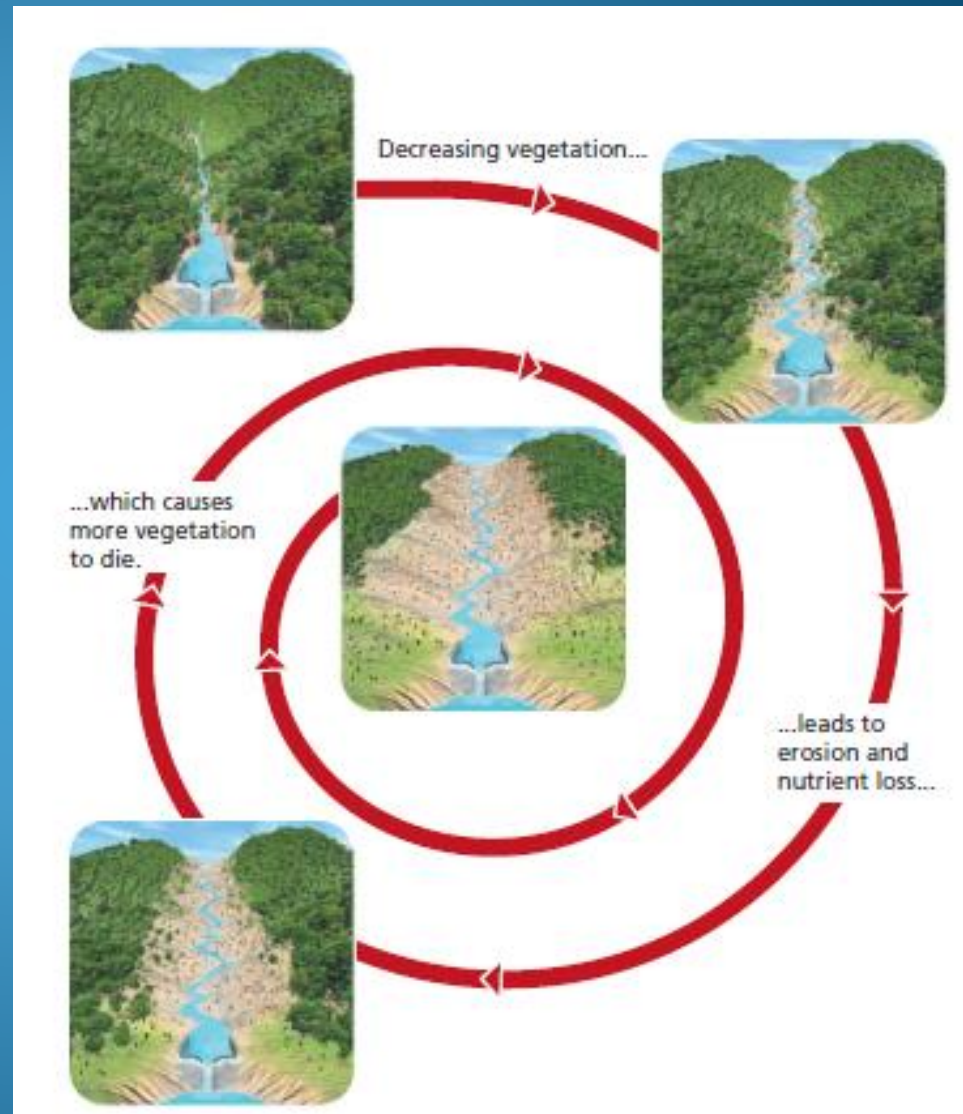 Decreasing vegetation...
...leads to
erosion and
nutrient loss...
...which causes
more vegetation
to die.